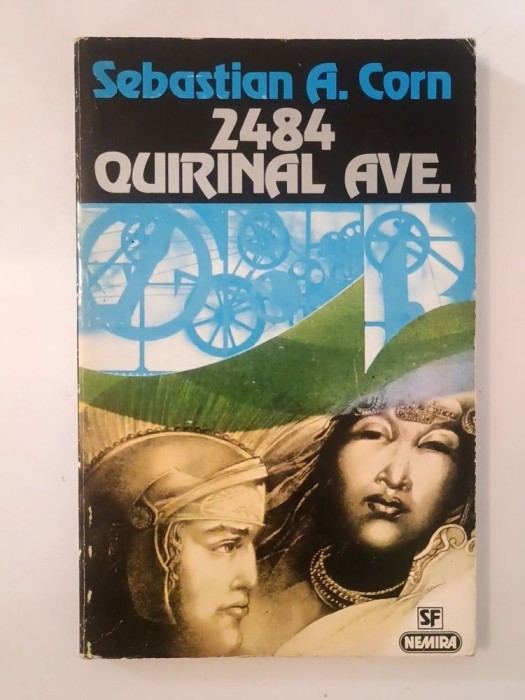 Sebastian A. Corn
2484
QUIRINAL AVE.
SF
NEMIRA